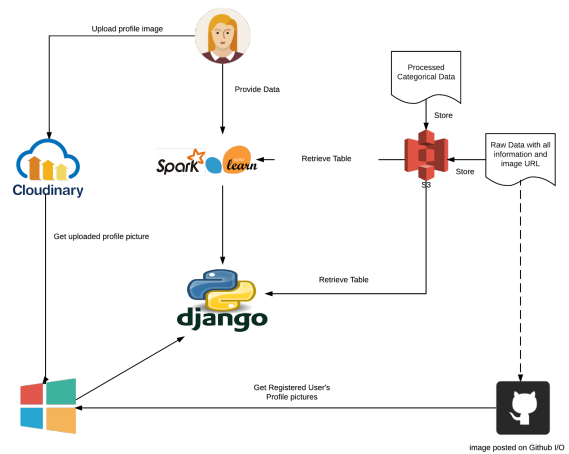 Upload profile image
Processed
Categorical Data
Provide Data
Store
Raw Data with all
information and
image URL
Spark
learn
Retrieve Table
Store
S3
Cloudinary
Get uploaded profile picture
Retrieve Table
django
Get Registered User's
Profile pictures
image posted on Github I/O